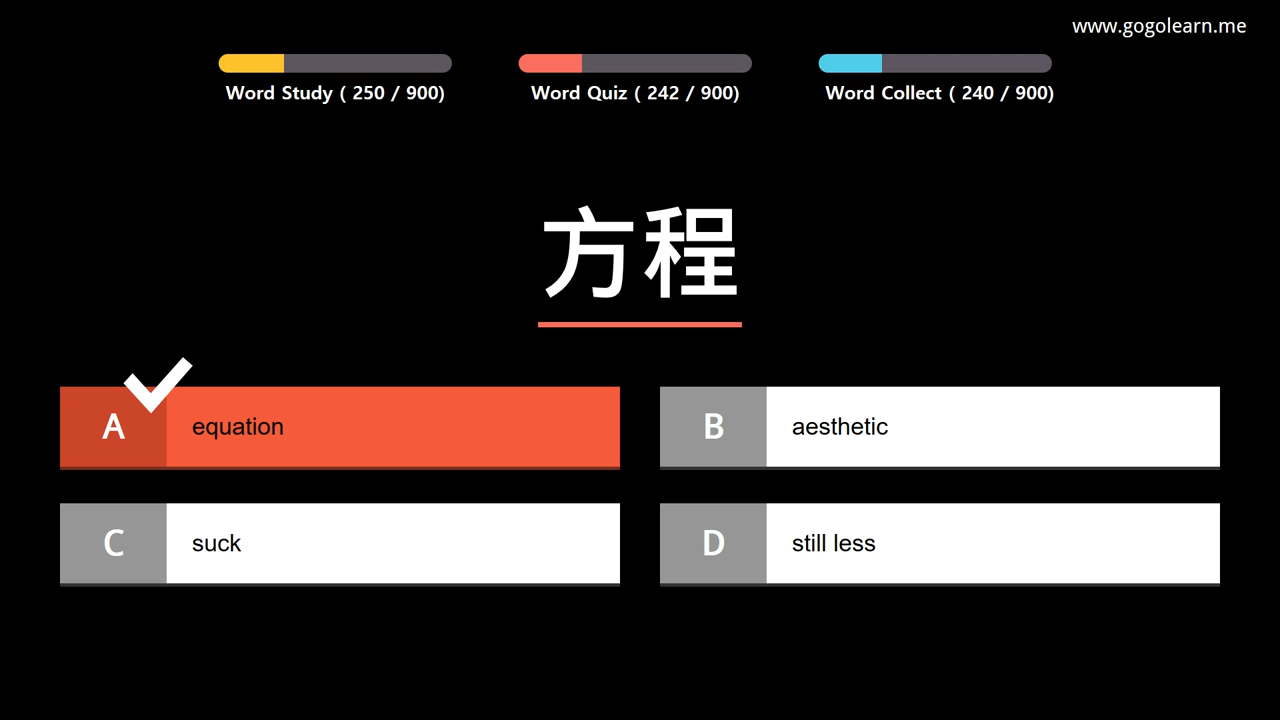 www.gogolearn.me
Word Study ( 250 / 900)
Word Quiz ( 242 / 900)
Word Collect ( 240 / 900)
方程
A equation
B aesthetic
C suck
D still less